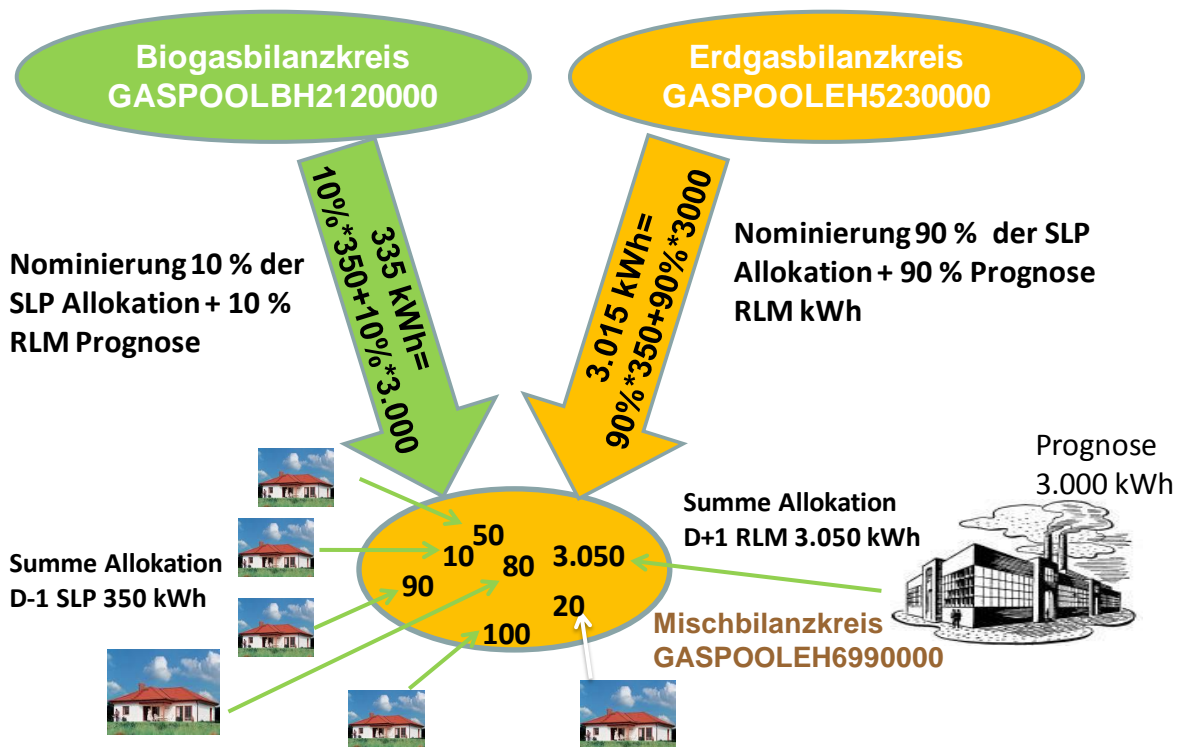 Biogasbilanzkreis
GASPOOLBH2120000
Erdgasbilanzkreis
GASPOOLEH5230000
335 kWh=
10%*350+10%*3.000
3.015 kWh=
90%*350+90%*3000
Nominierung 10 % der
SLP Allokation + 10 %
RLM Prognose
Nominierung 90 % der SLP
Allokation + 90 % Prognose
RLM kWh
Prognose
3.000 kWh
Summe Allokation
D+1 RLM 3.050 kWh
Summe Allokation
D-1 SLP 350 kWh
50
10
80
3.050
90
20
100
Mischbilanzkreis
GASPOOLEH6990000